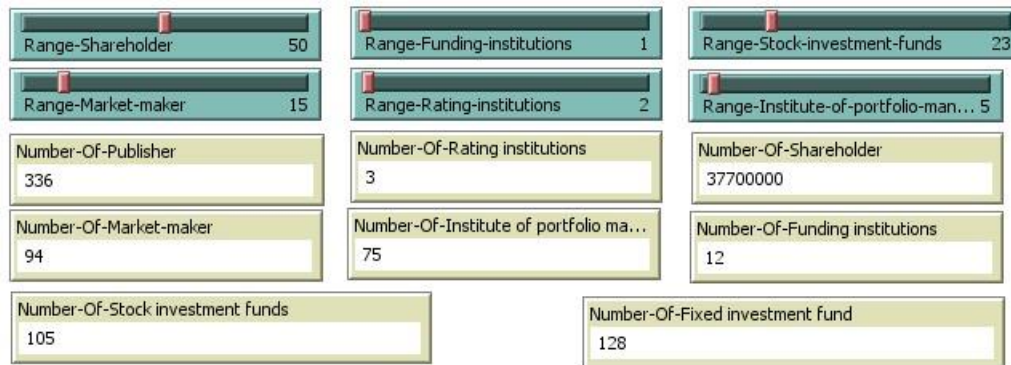 Range-Shareholder 50
Range-Funding-institutions 1
Range-Stock-investment-funds 23
Range-Market-maker 15
Range-Rating-institutions 2
Range-Institute-of-portfolio-man... 5
Number-Of-Publisher
336
Number-Of-Rating institutions
3
Number-Of-Shareholder
37700000
Number-Of-Market-maker
94
Number-Of-Institute of portfolio ma...
75
Number-Of-Funding institutions
12
Number-Of-Stock investment funds
105
Number-Of-Fixed investment fund
128